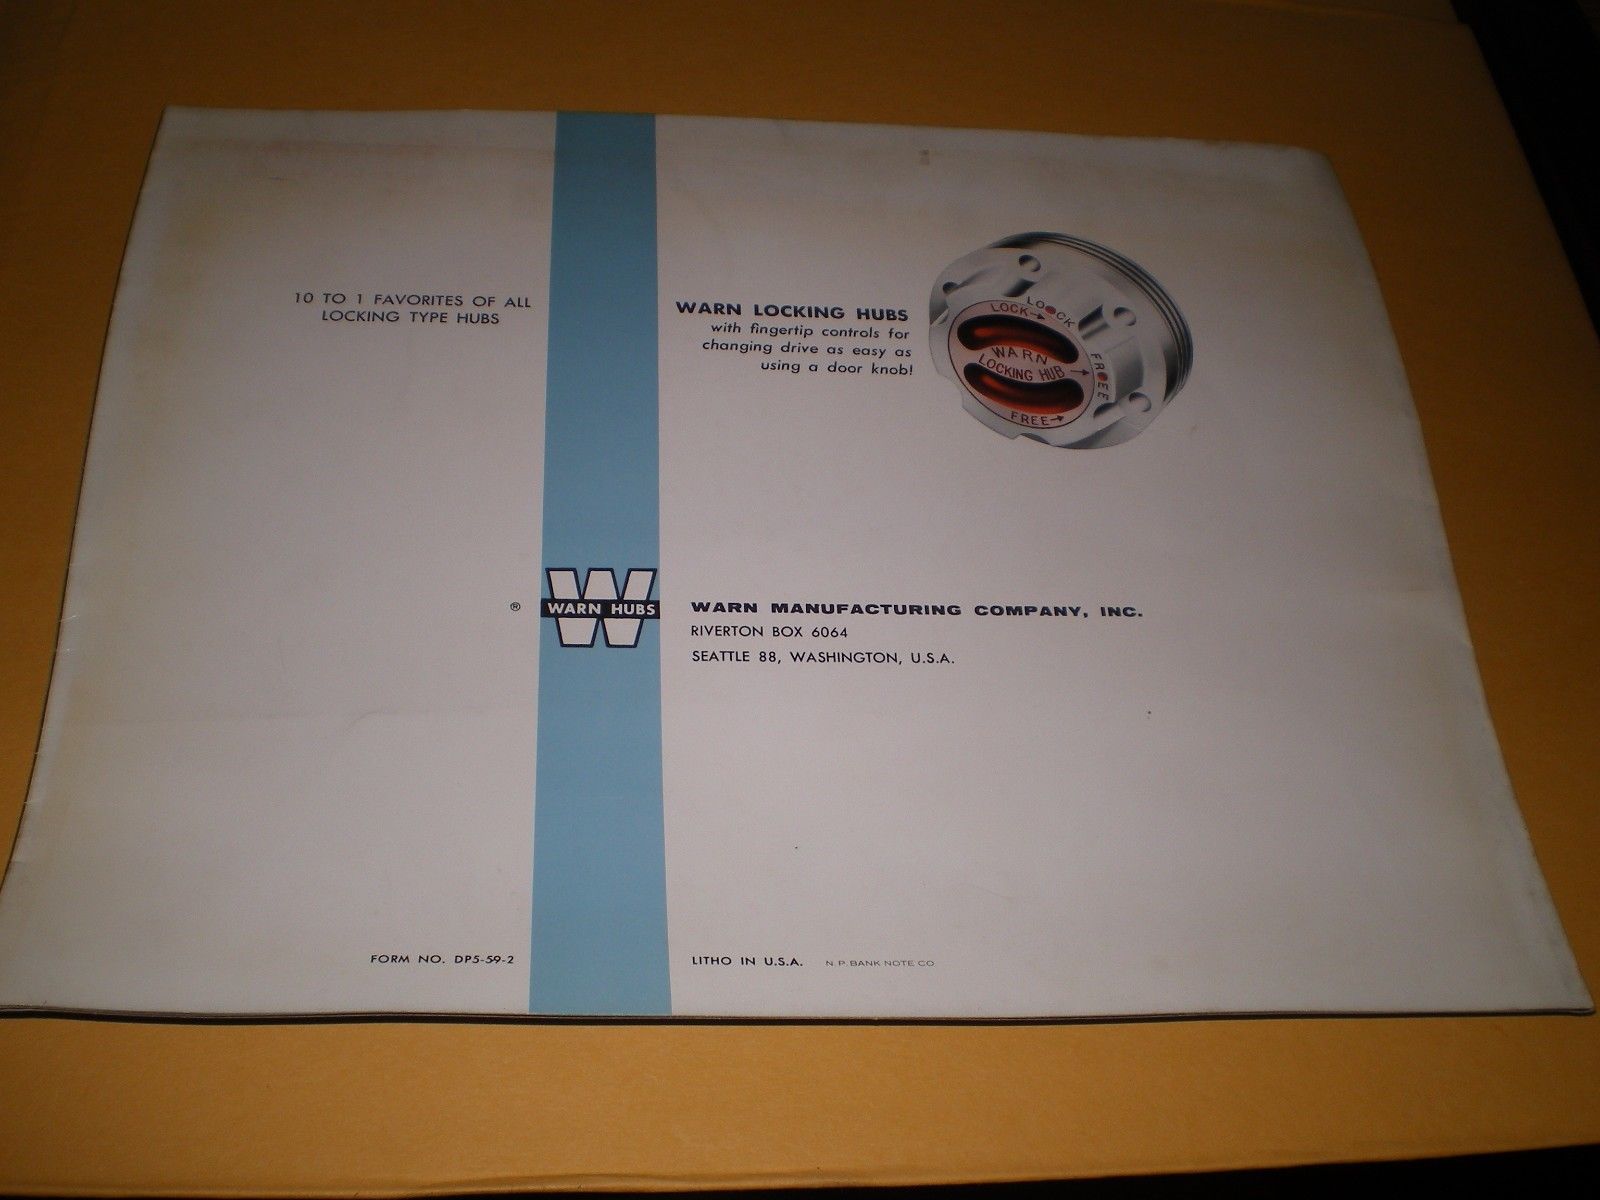 10 TO 1 FAVORITES OF ALL
LOCKING TYPE HUBS
WARN LOCKING HUBS
with fingertip controls for
changing drive as easy as
using a door knob!
LOCK
LOCK→
WARN
LOCKING HUB →
FREE
FREE→
®
WARN HUBS
WARN MANUFACTURING COMPANY, INC.
RIVERTON BOX 6064
SEATTLE 88, WASHINGTON, U.S.A.
FORM NO. DP5-59-2
LITHO IN U.S.A. N. P. BANK NOTE CO.